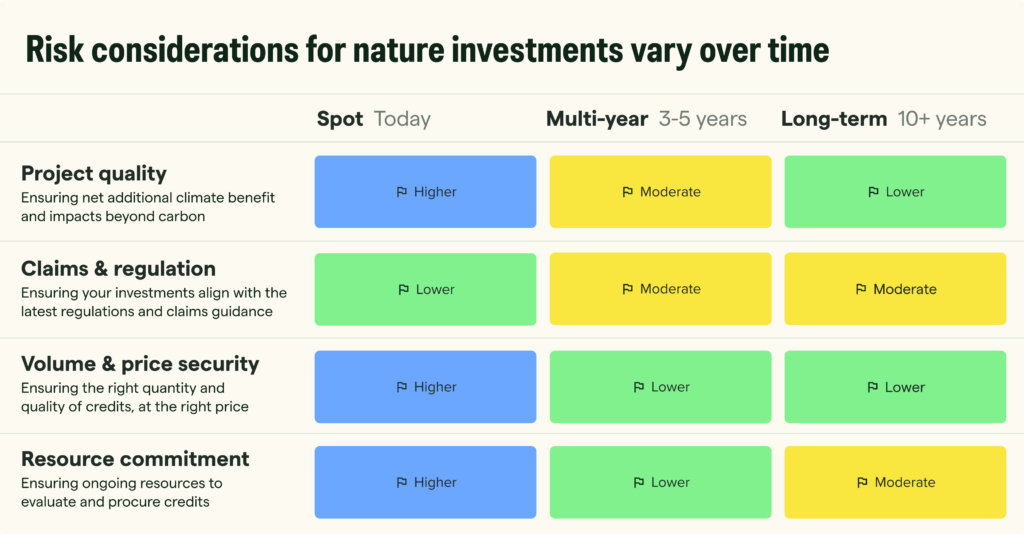 Risk considerations for nature investments vary over time
Spot Today Multi-year 3-5 years Long-term 10+ years
Project quality
Ensuring net additional climate benefit
and impacts beyond carbon
Higher Moderate Lower
Claims & regulation
Ensuring your investments align with the
latest regulations and claims guidance
Lower Moderate Moderate
Volume & price security
Ensuring the right quantity and
quality of credits, at the right price
Higher Lower Lower
Resource commitment
Ensuring ongoing resources to
evaluate and procure credits
Higher Lower Moderate